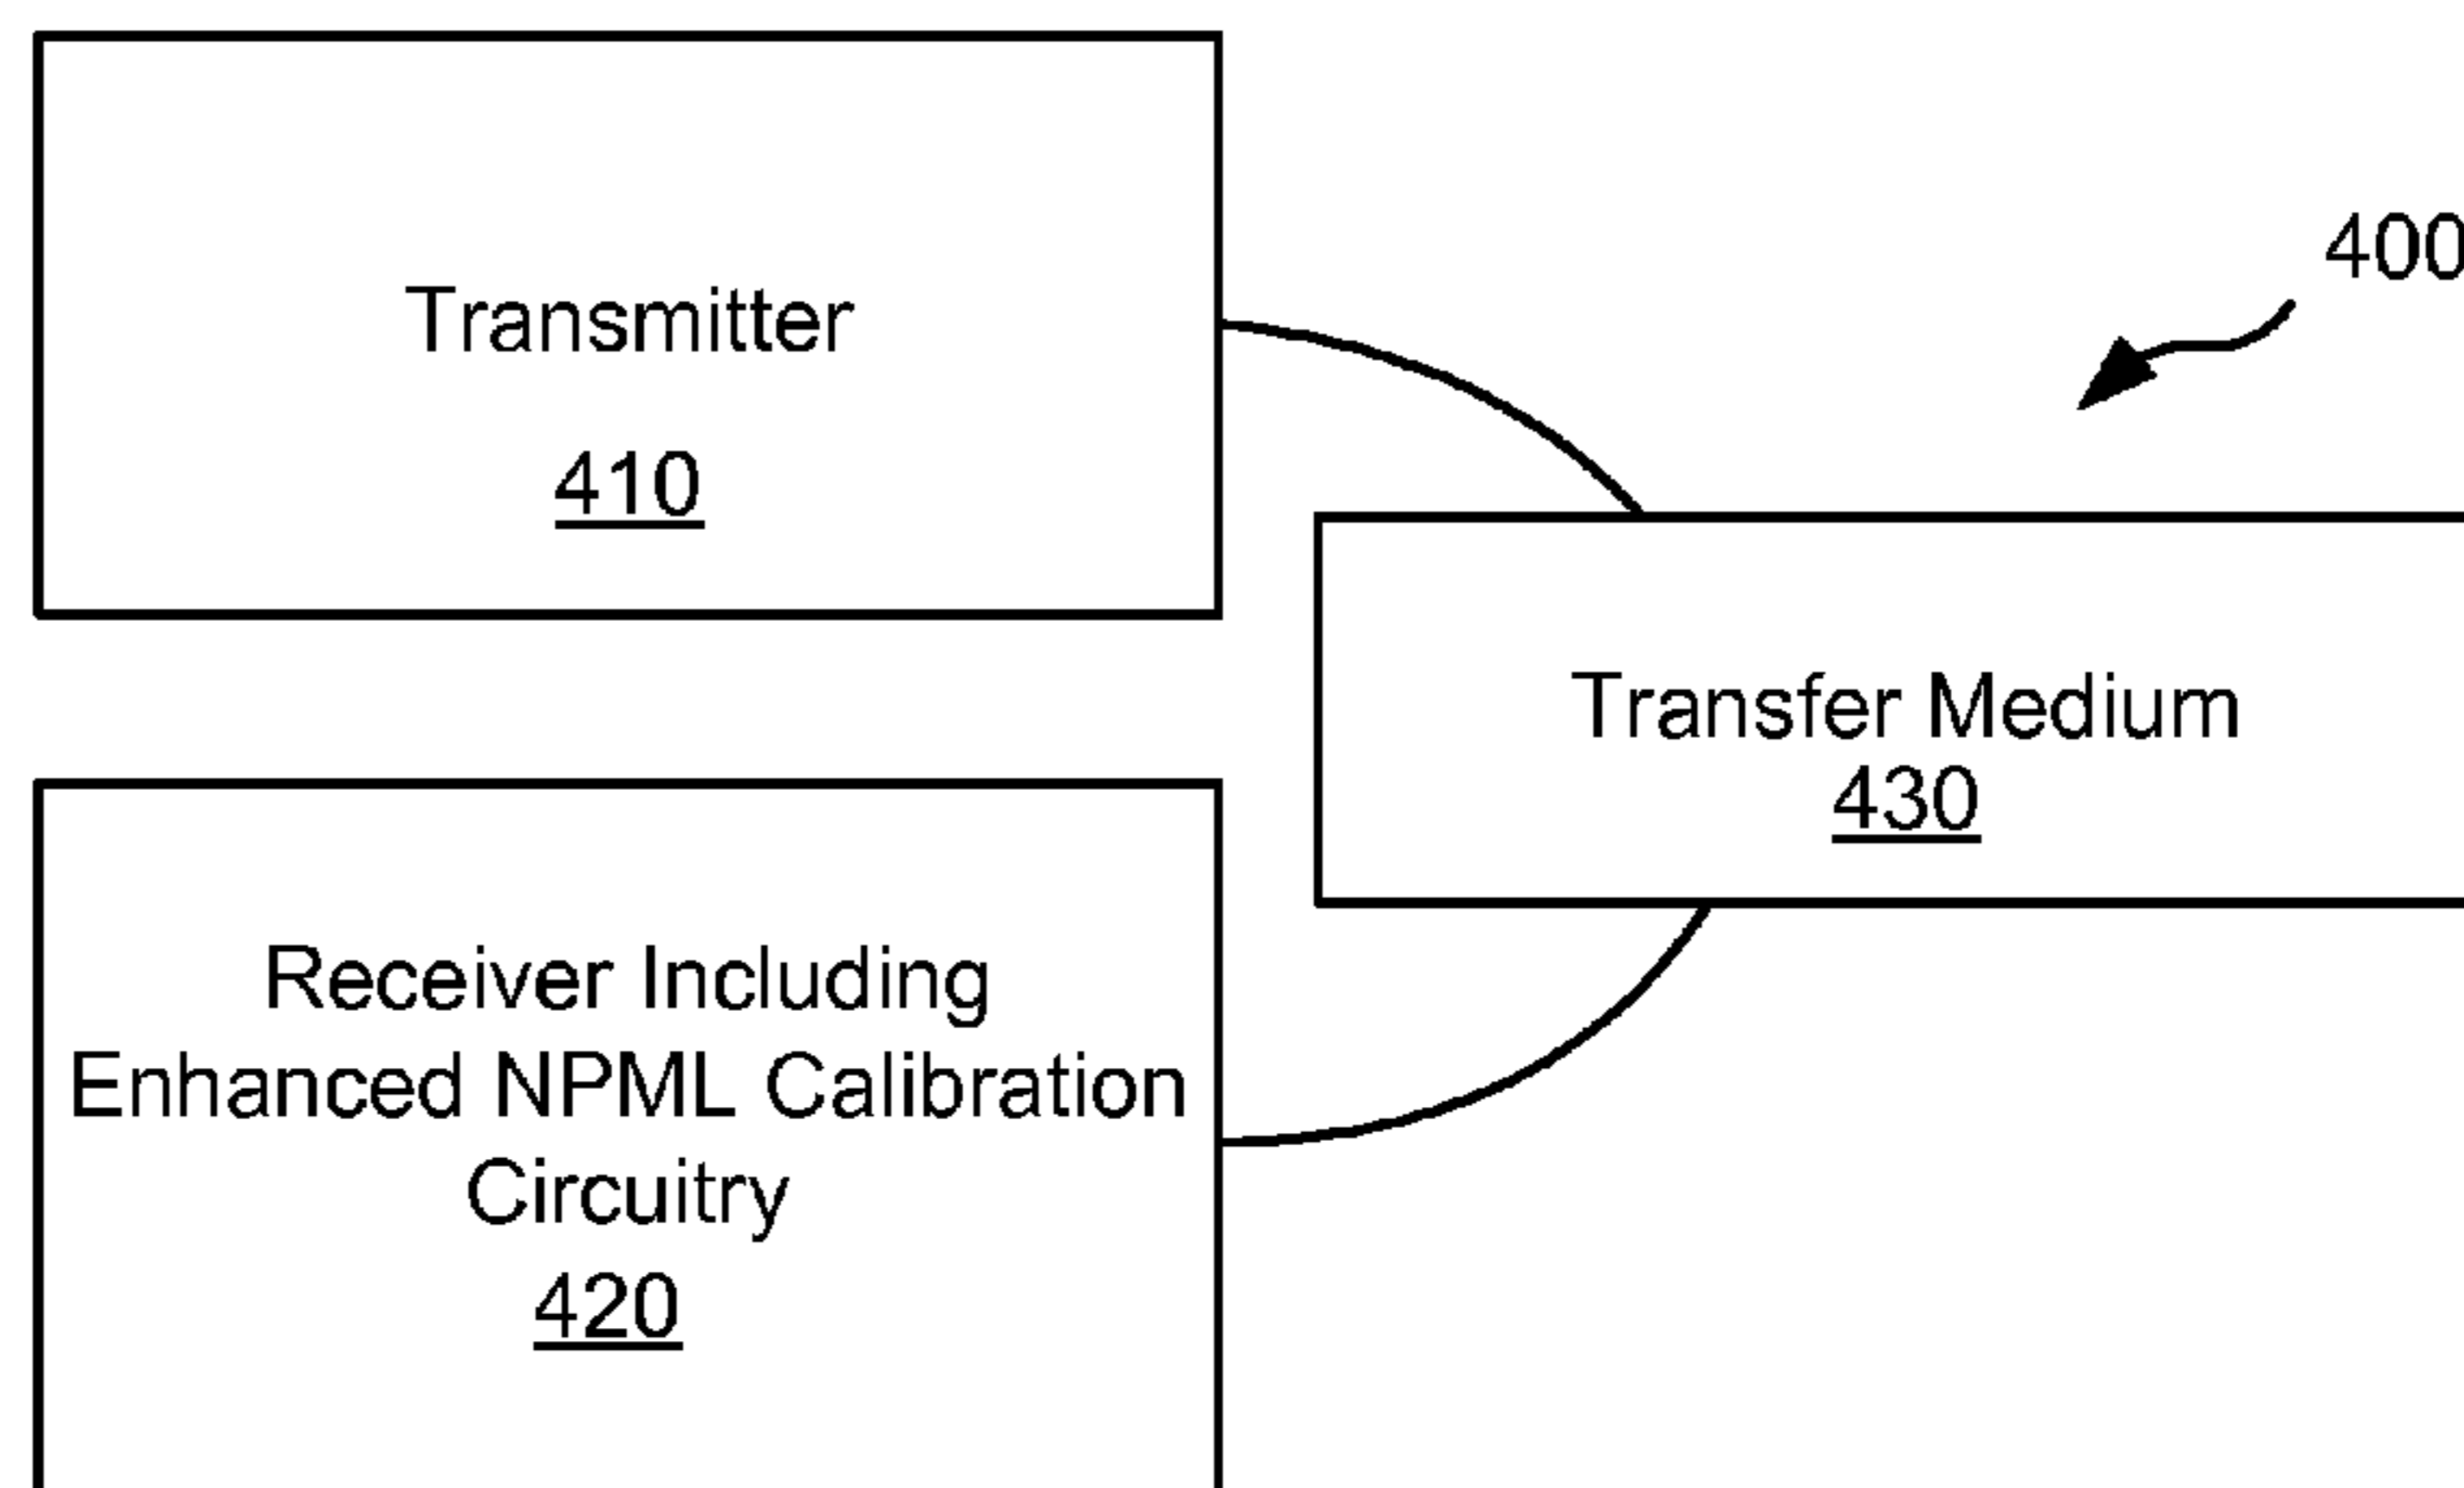 Transmitter
410
400
Transfer Medium
430
Receiver Including
Enhanced NPML Calibration
Circuitry
420